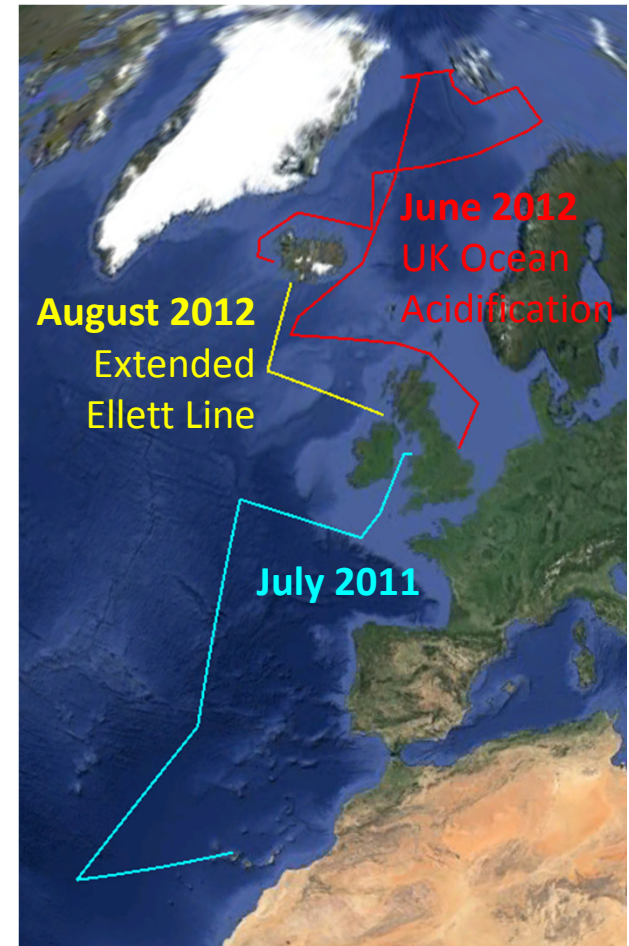 June 2012
UK Ocean
Acidification
August 2012
Extended
Ellett Line
July 2011